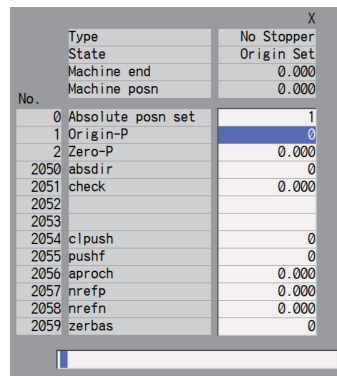 X
Type No Stopper
State Origin Set
Machine end 0.000
Machine posn 0.000
No.
0 Absolute posn set 1
1 Origin-P 0
2 Zero-P 0.000
2050 absdir 0
2051 check 0.000
2052
2053
2054 clpush 0
2055 pushf 0
2056 aproch 0.000
2057 nrefp 0.000
2058 nrefn 0.000
2059 zerbas 0